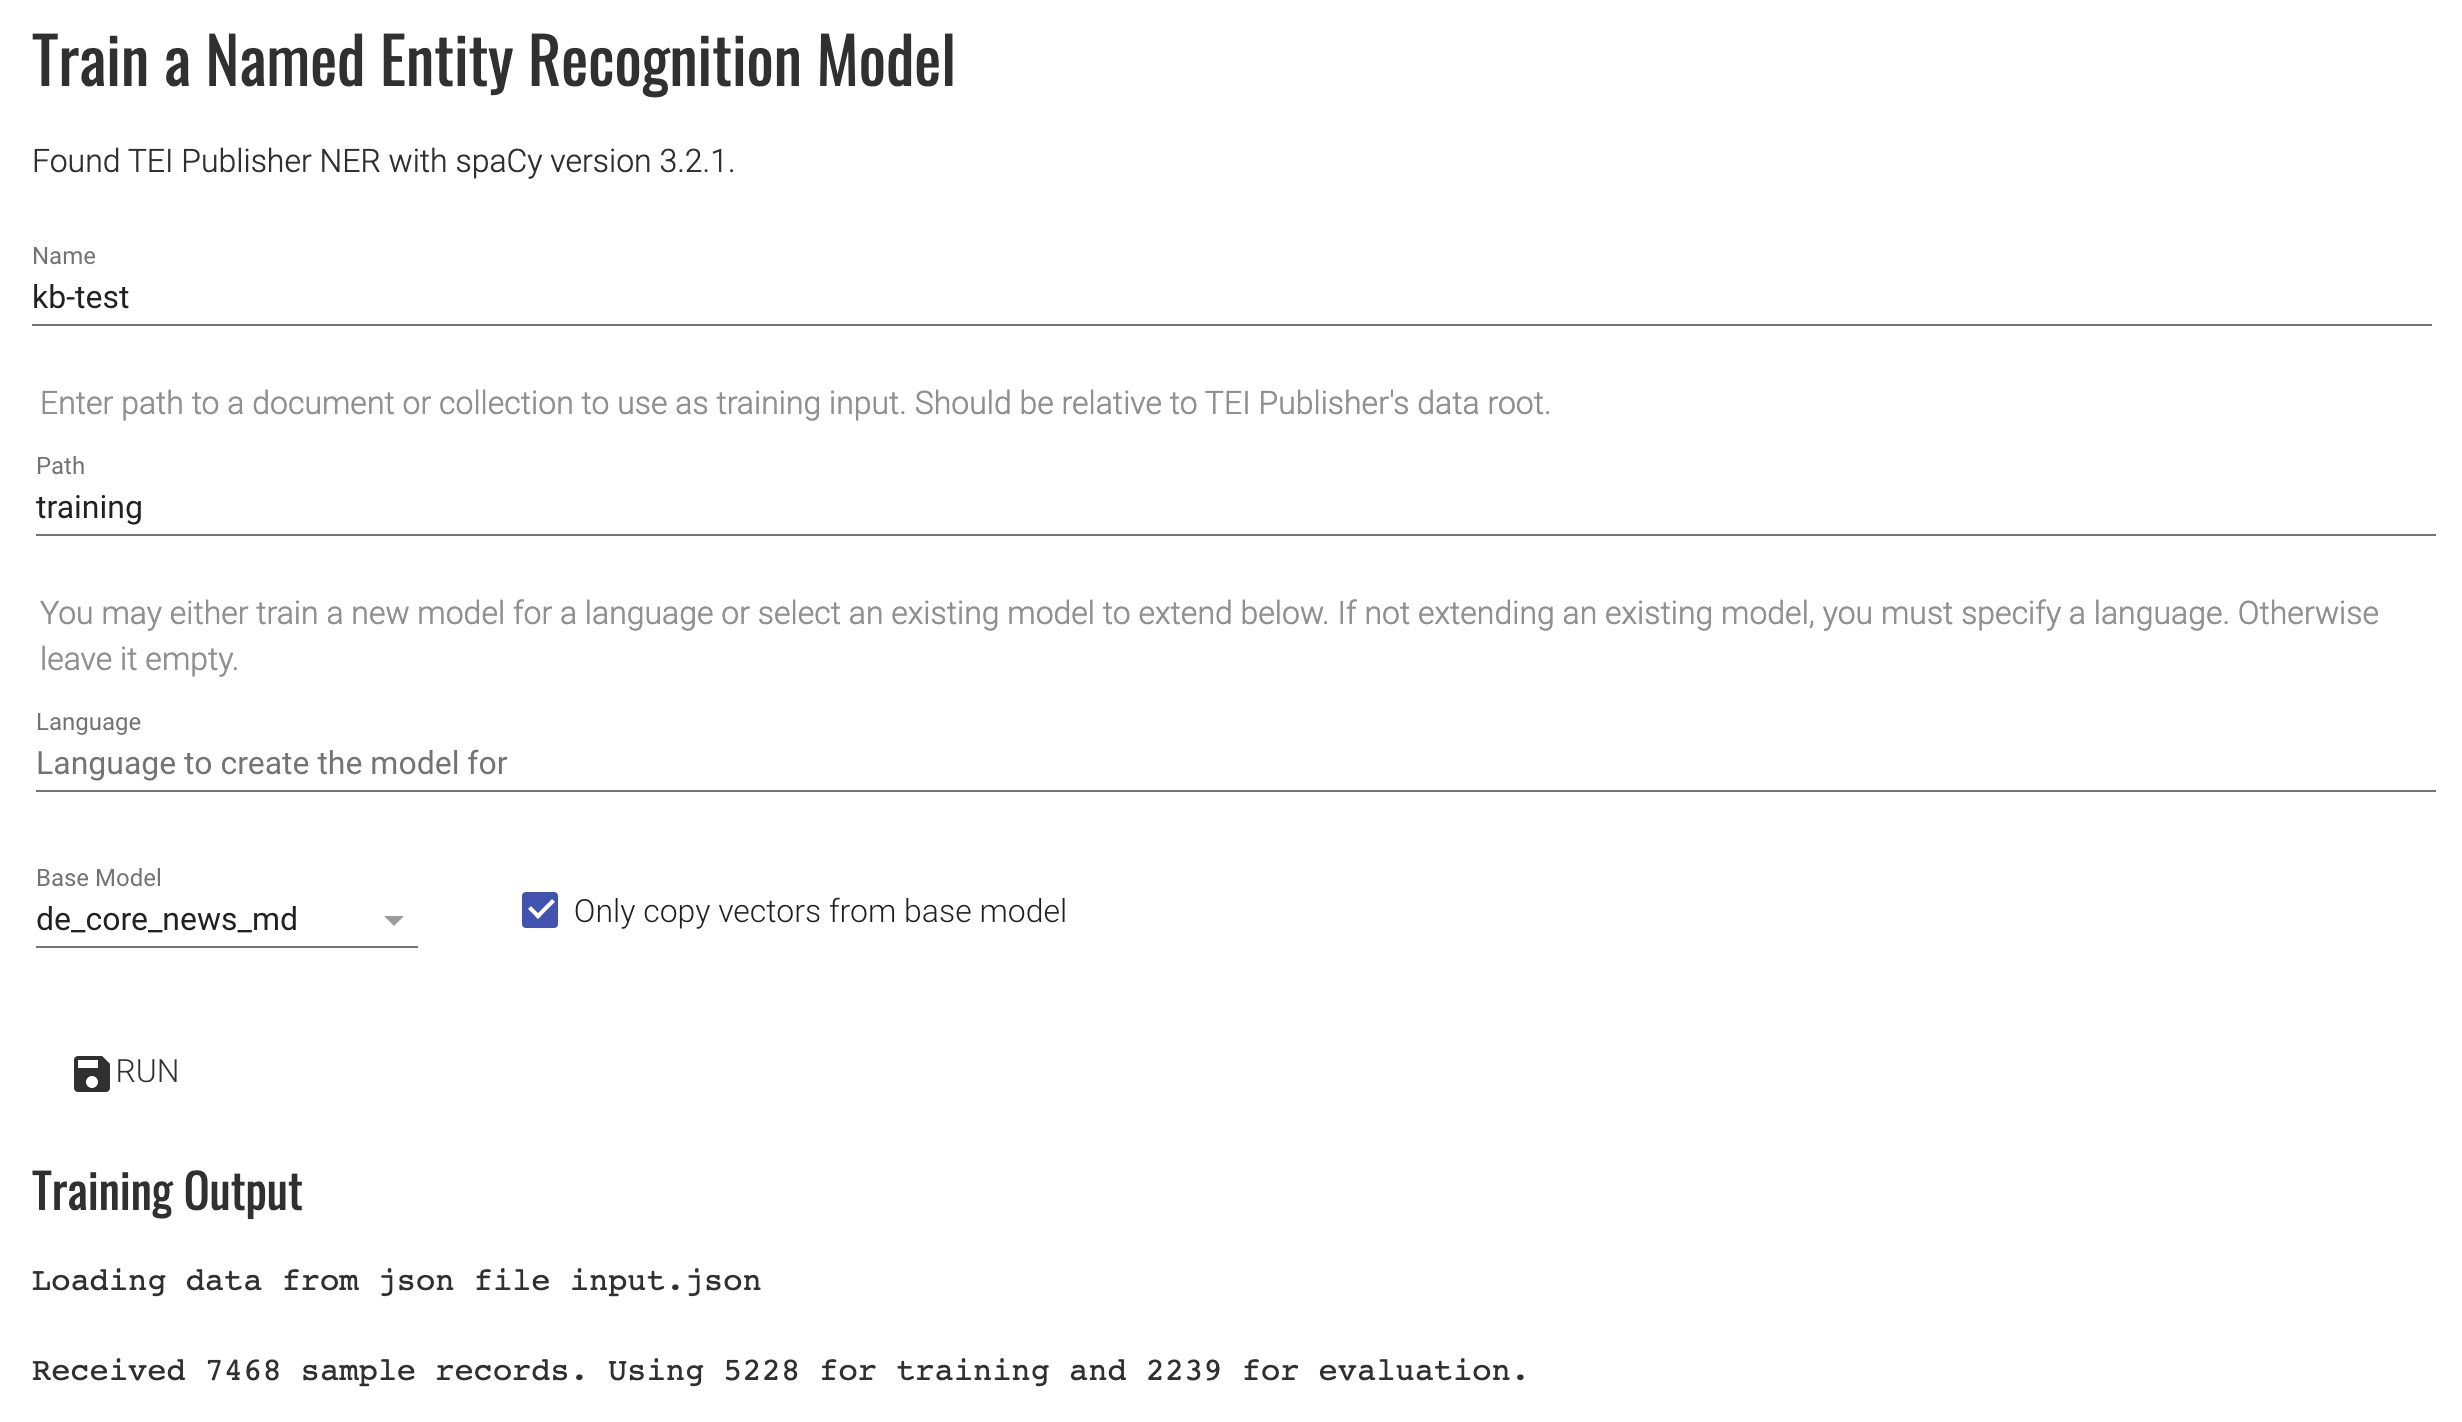 Train a Named Entity Recognition Model
Found TEI Publisher NER with spaCy version 3.2.1.
Name
kb-test
Enter path to a document or collection to use as training input. Should be relative to TEI Publisher's data root.
Path
training
You may either train a new model for a language or select an existing model to extend below. If not extending an existing model, you must specify a language. Otherwise
leave it empty.
Language
Language to create the model for
Base Model
de_core_news_md
Only copy vectors from base model
RUN
Training Output
Loading data from json file input.json
Received 7468 sample records. Using 5228 for training and 2239 for evaluation.